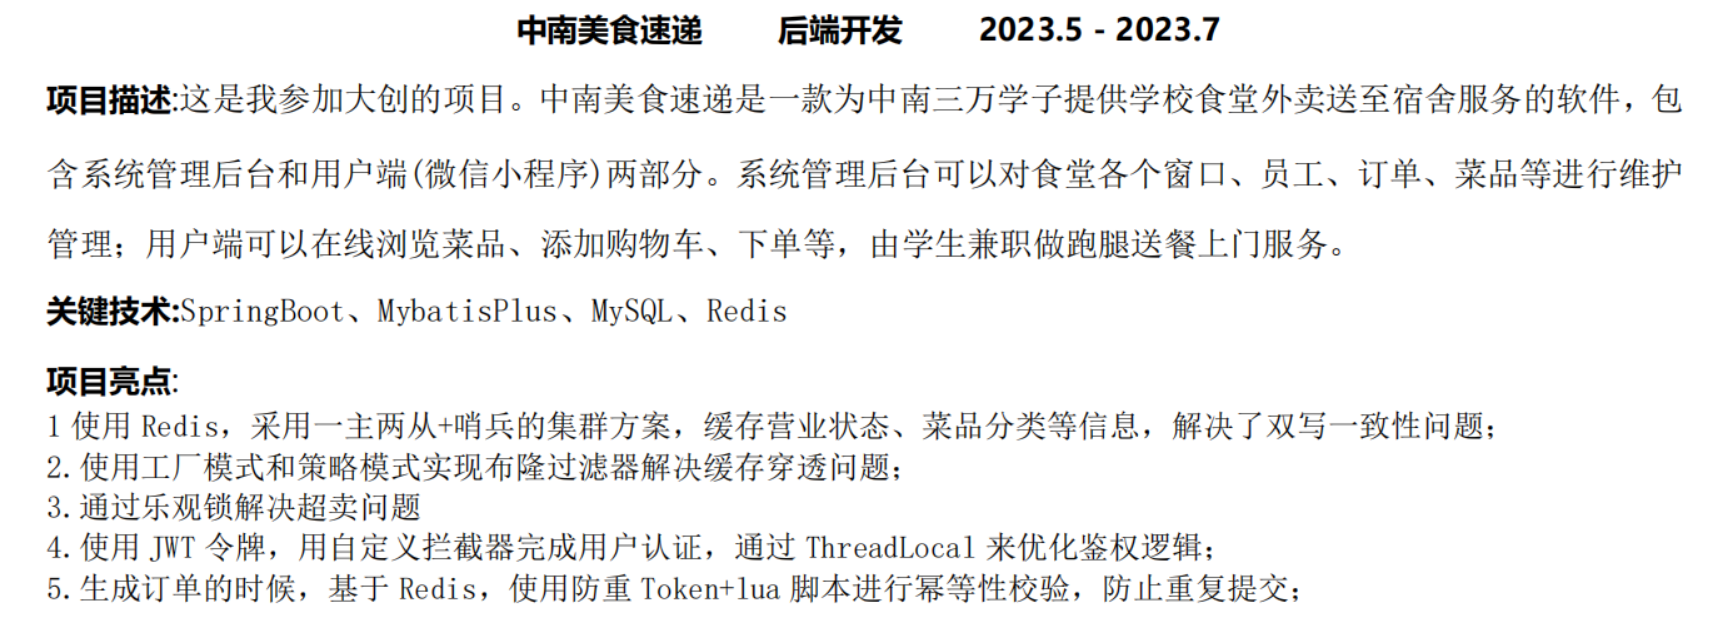 中南美食速递 后端开发 2023.5 - 2023.7
项目描述:这是我参加大创的项目。中南美食速递是一款为中南三万学子提供学校食堂外卖送至宿舍服务的软件，包
含系统管理后台和用户端(微信小程序)两部分。系统管理后台可以对食堂各个窗口、员工、订单、菜品等进行维护
管理；用户端可以在线浏览菜品、添加购物车、下单等，由学生兼职做跑腿送餐上门服务。
关键技术:SpringBoot、MybatisPlus、MySQL、Redis
项目亮点:
1 使用 Redis，采用一主两从+哨兵的集群方案，缓存营业状态、菜品分类等信息，解决了双写一致性问题；
2.使用工厂模式和策略模式实现布隆过滤器解决缓存穿透问题；
3.通过乐观锁解决超卖问题
4.使用 JWT 令牌，用自定义拦截器完成用户认证，通过 ThreadLocal 来优化鉴权逻辑；
5.生成订单的时候，基于 Redis，使用防重 Token+lua 脚本进行幂等性校验，防止重复提交；